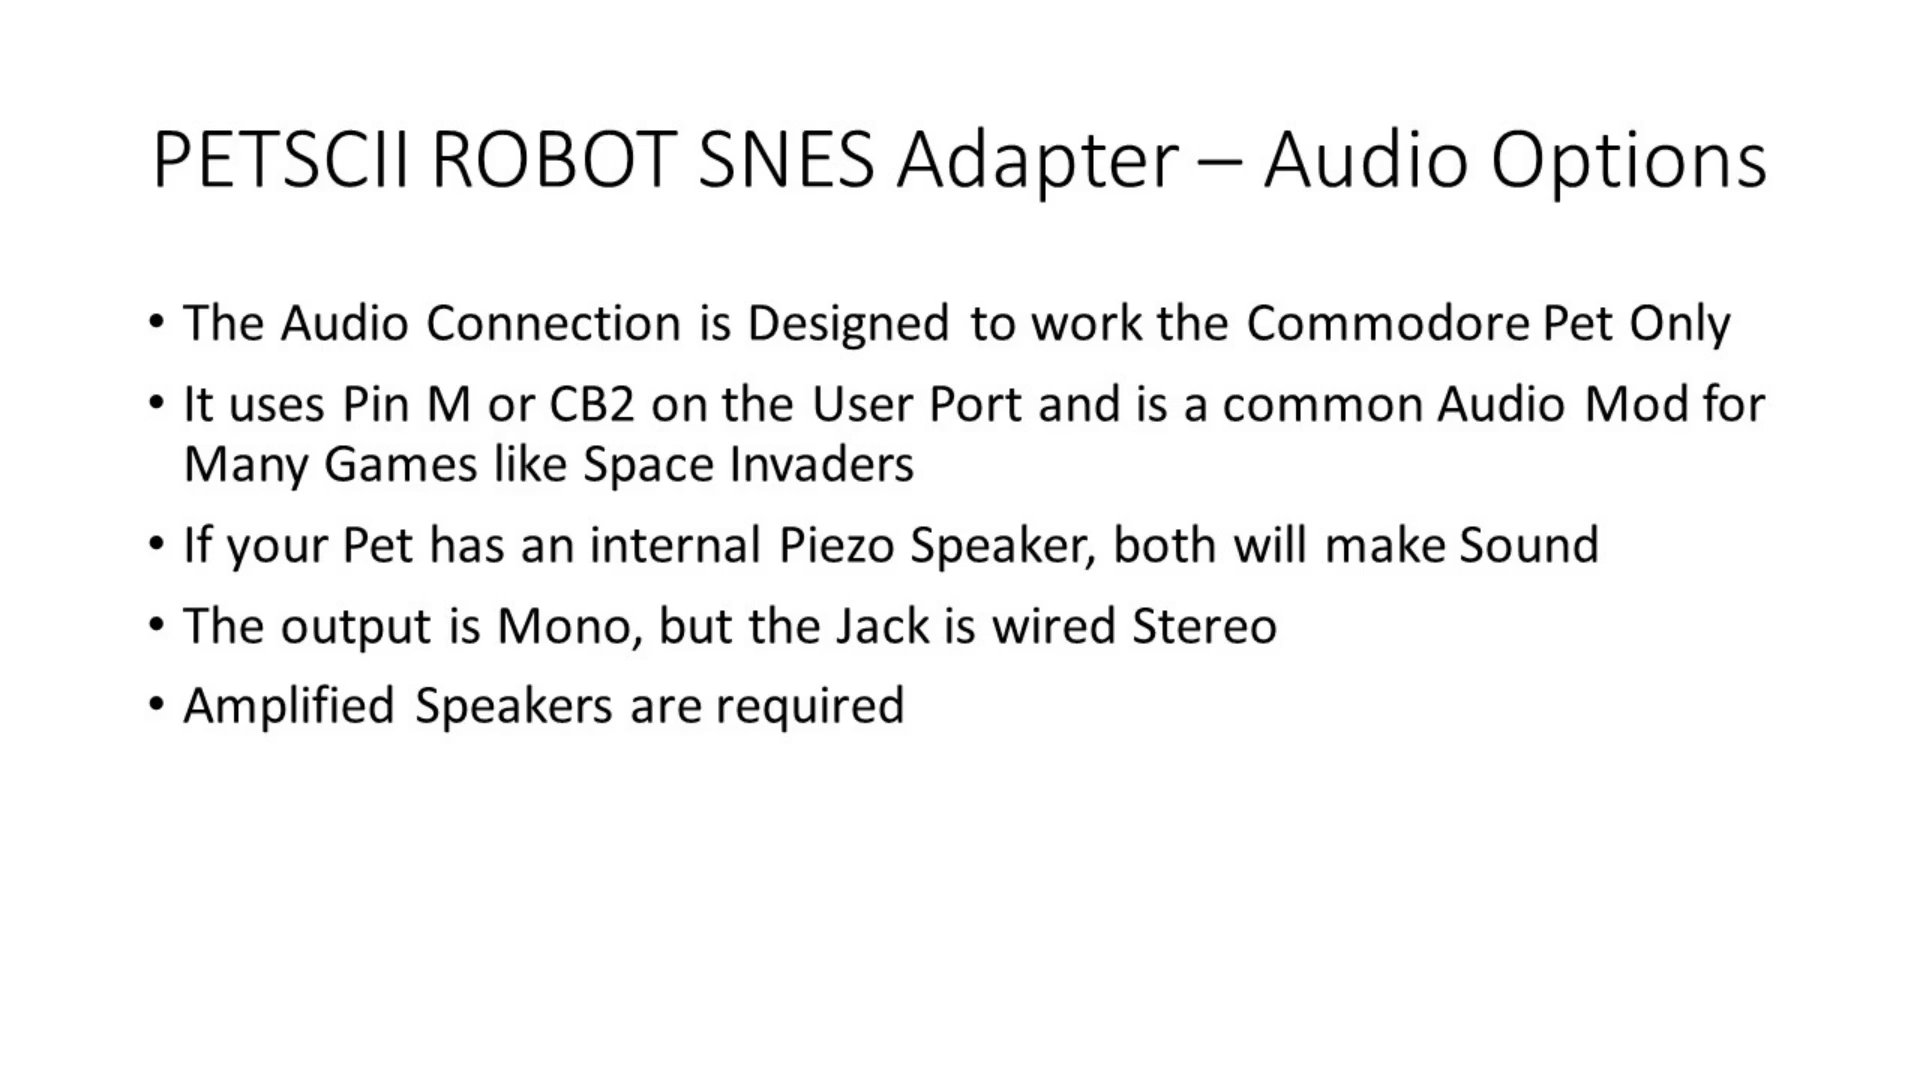 PETSCII ROBOT SNES Adapter – Audio Options
• The Audio Connection is Designed to work the Commodore Pet Only
• It uses Pin M or CB2 on the User Port and is a common Audio Mod for
Many Games like Space Invaders
• If your Pet has an internal Piezo Speaker, both will make Sound
• The output is Mono, but the Jack is wired Stereo
• Amplified Speakers are required